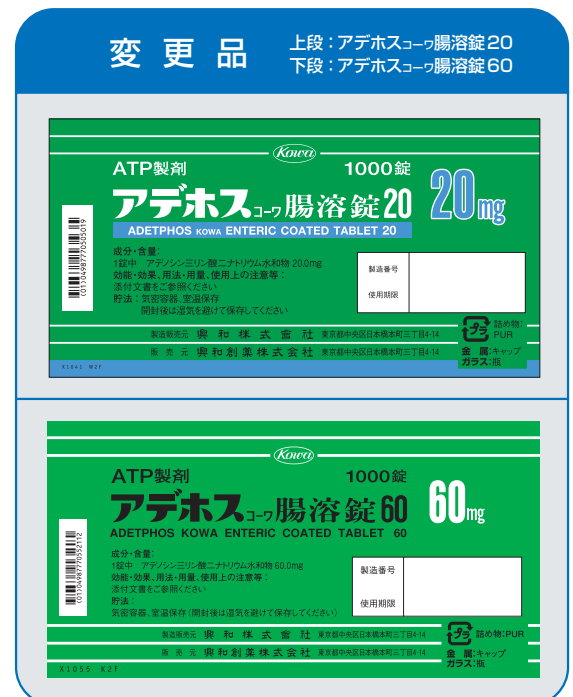 変更品
上段：アデホスコーワ腸溶錠20
下段：アデホスコーワ腸溶錠60
Kowa
ATP製剤 1000錠
アデホスコーワ腸溶錠20 20mg
ADETPHOS KOWA ENTERIC COATED TABLET 20
成分・含量：
1錠中 アデノシン三リン酸二ナトリウム水和物 20.0mg
効能・効果、用法・用量、使用上の注意等：
添付文書をご参照ください
貯法：気密容器、室温保存
開封後は湿気を避けて保存してください
製造番号
使用期限
(01)04987770505019
製造販売元 興和株式会社 東京都中央区日本橋本町三丁目4-14
販売元 興和創薬株式会社 東京都中央区日本橋本町三丁目4-14
プラ 詰め物：
PUR
金属：キャップ
ガラス：瓶
X1041 W2F
Kowa
ATP製剤 1000錠
アデホスコーワ腸溶錠60 60mg
ADETPHOS KOWA ENTERIC COATED TABLET 60
成分・含量：
1錠中 アデノシン三リン酸二ナトリウム水和物 60.0mg
効能・効果、用法・用量、使用上の注意等：
添付文書をご参照ください
貯法：
気密容器、室温保存（開封後は湿気を避けて保存してください）
製造番号
使用期限
(01)04987770552112
製造販売元 興和株式会社 東京都中央区日本橋本町三丁目4-14
販売元 興和創薬株式会社 東京都中央区日本橋本町三丁目4-14
プラ 詰め物：PUR
金属：キャップ
ガラス：瓶
X1055 K2F